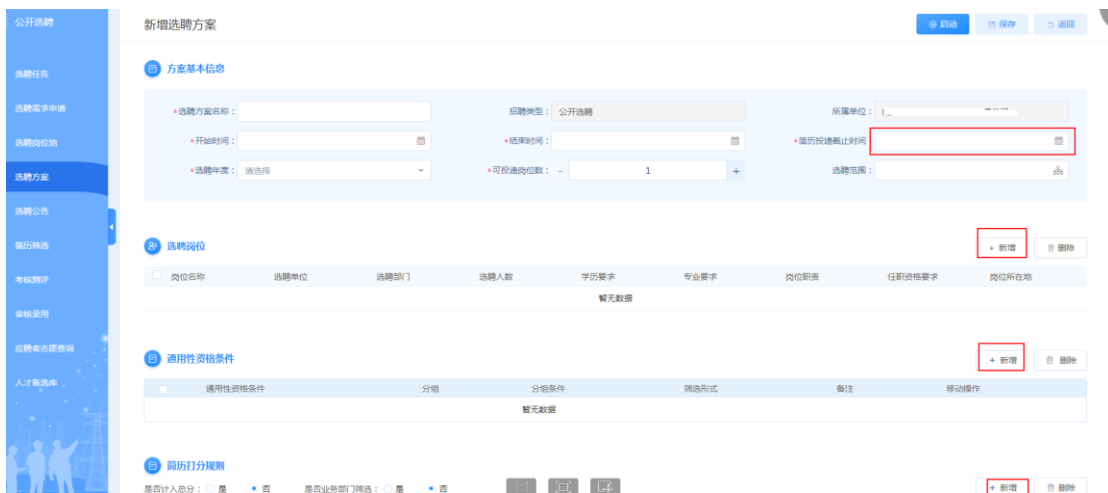 公开选聘
新增选聘方案
启动
保存
返回
选聘任务
选聘需求申请
选聘岗位池
选聘方案
选聘公告
简历筛选
考核测评
审核录用
应聘者志愿查询
人才备选库
方案基本信息
*选聘方案名称：
招聘类型： 公开选聘
所属单位：
*开始时间：
*结束时间：
*简历投递截止时间
*选聘年度： 请选择
*可投递岗位数： - 1 +
选聘范围：
选聘岗位
+ 新增 删除
岗位名称 选聘单位 选聘部门 选聘人数 学历要求 专业要求 岗位职责 任职资格要求 岗位所在地
暂无数据
通用性资格条件
+ 新增 删除
通用性资格条件 分组 分组条件 筛选形式 备注 移动操作
暂无数据
简历打分规则
是否计入总分： 是 否 是否业务部门筛选： 是 否
1:1
+ 新增 删除